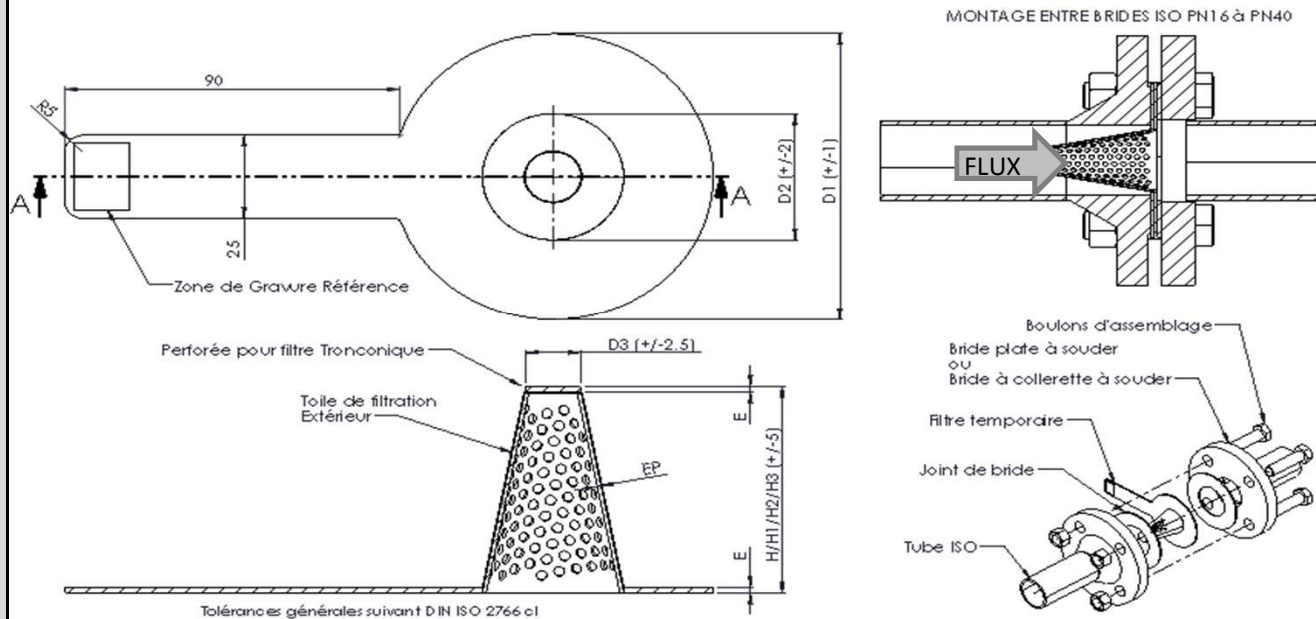 MONTAGE ENTRE BRIDES ISO PN16 à PN40
90
R5
A
A
25
D2 (+/-2)
D1 (+/-1)
Zone de Gravure Référence
FLUX
Perforée pour filtre Tronconique
D3 (+/-2.5)
Toile de filtration
Extérieur
E
EP
H/H1/H2/H3 (+/-5)
E
Tolérances générales suivant DIN ISO 2766 cl
Boulons d'assemblage
Bride plate à souder
ou
Bride à collerette à souder
Filtre temporaire
Joint de bride
Tube ISO